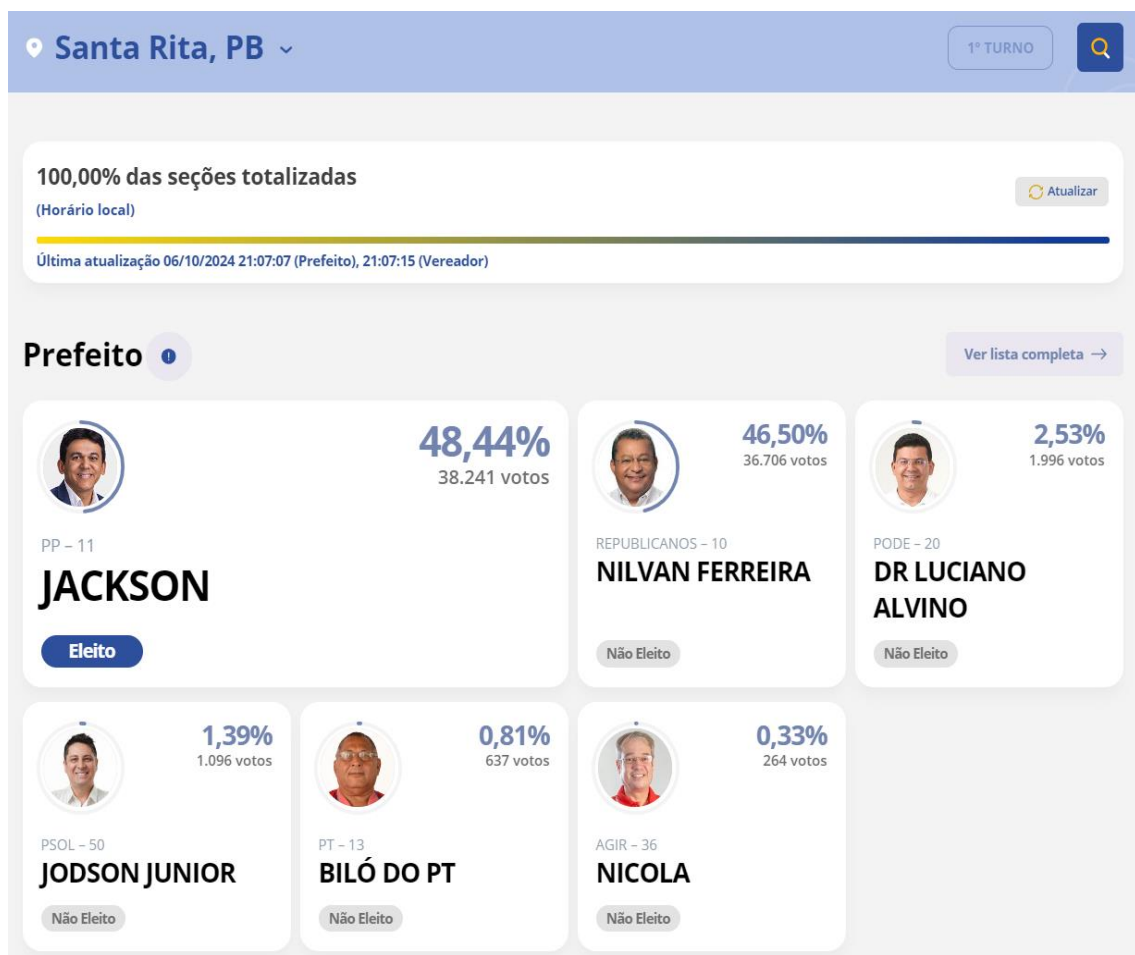 Santa Rita, PB
1º TURNO
100,00% das seções totalizadas
(Horário local)
Atualizar
Última atualização 06/10/2024 21:07:07 (Prefeito), 21:07:15 (Vereador)
Prefeito
Ver lista completa →
48,44%
38.241 votos
PP – 11
JACKSON
Eleito
46,50%
36.706 votos
REPUBLICANOS – 10
NILVAN FERREIRA
Não Eleito
2,53%
1.996 votos
PODE – 20
DR LUCIANO
ALVINO
Não Eleito
1,39%
1.096 votos
PSOL – 50
JODSON JUNIOR
Não Eleito
0,81%
637 votos
PT – 13
BILÓ DO PT
Não Eleito
0,33%
264 votos
AGIR – 36
NICOLA
Não Eleito